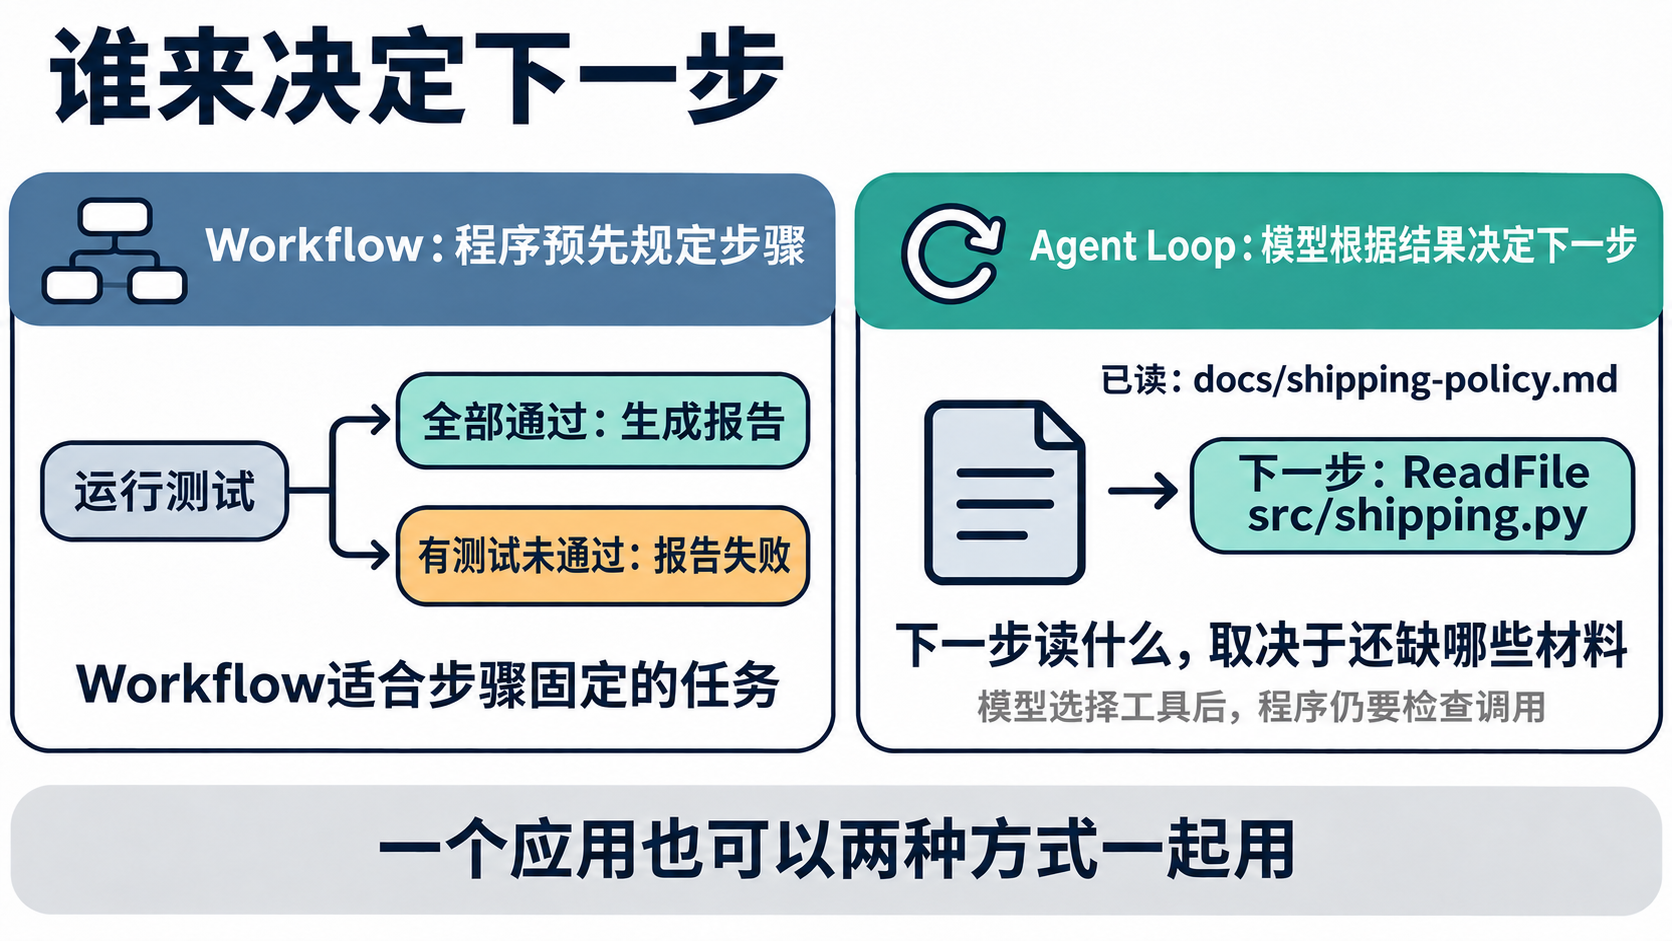 谁来决定下一步
Workflow：程序预先规定步骤
运行测试
全部通过：生成报告
有测试未通过：报告失败
Workflow适合步骤固定的任务
Agent Loop：模型根据结果决定下一步
已读：docs/shipping-policy.md
下一步：ReadFile
src/shipping.py
下一步读什么，取决于还缺哪些材料
模型选择工具后，程序仍要检查调用
一个应用也可以两种方式一起用